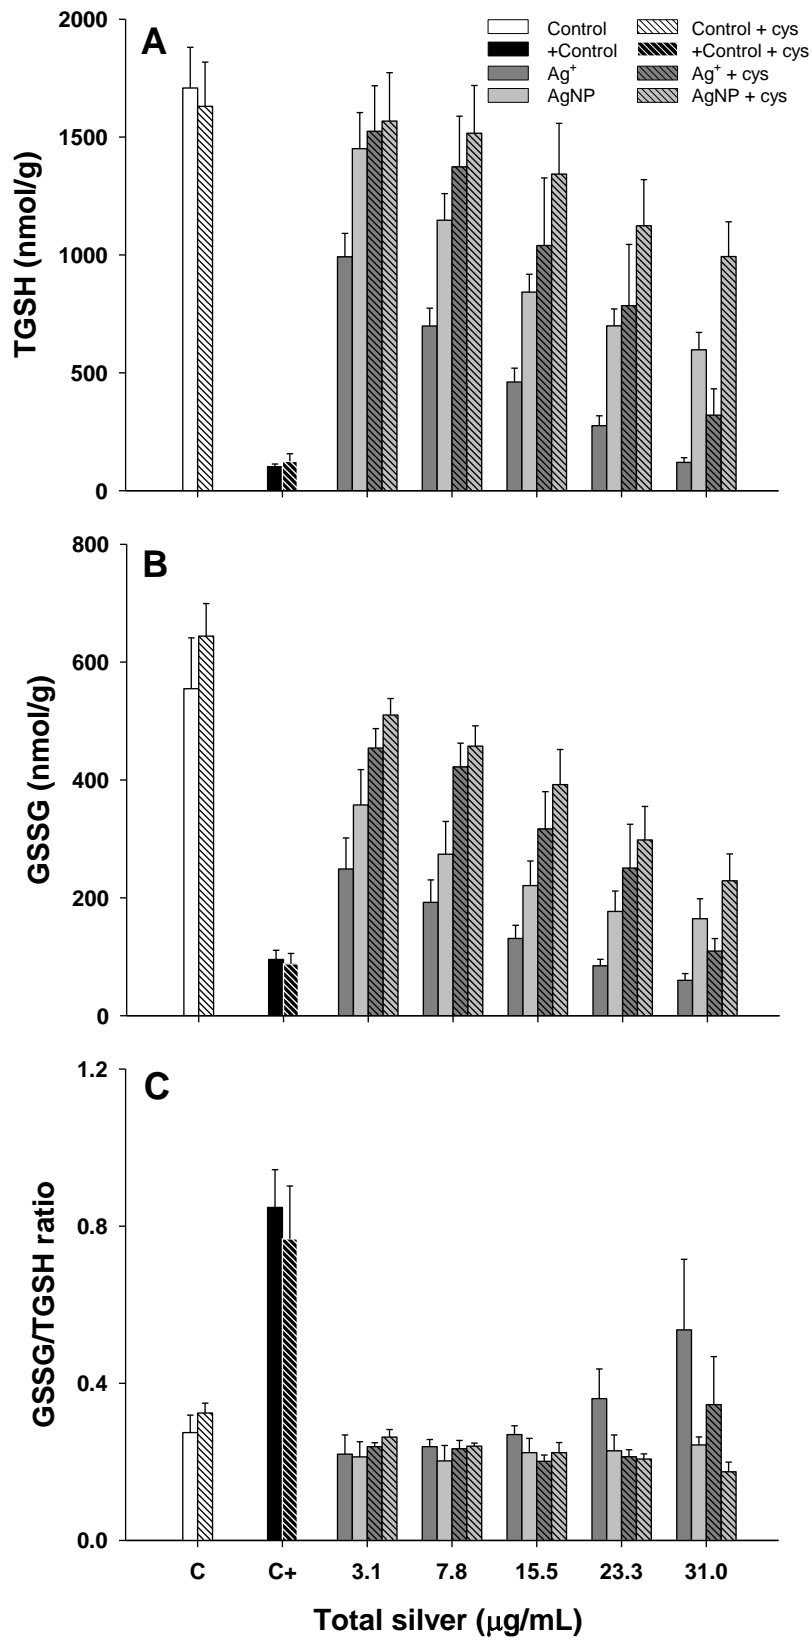 A
2000
1500
1000
500
0
TGSH (nmol/g)
Control
+Control
Ag⁺
AgNP
Control + cys
+Control + cys
Ag⁺ + cys
AgNP + cys
B
800
600
400
200
0
GSSG (nmol/g)
C
1.2
0.8
0.4
0.0
GSSG/TGSH ratio
C C+ 3.1 7.8 15.5 23.3 31.0
Total silver (μg/mL)